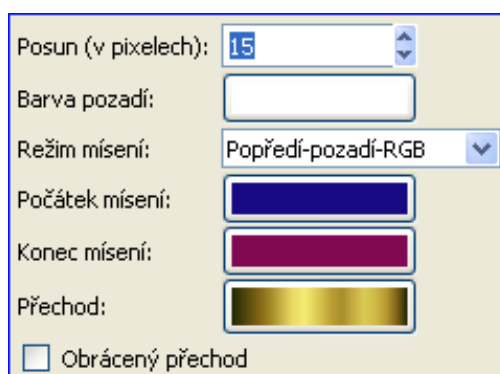 Posun (v pixelech): 15
Barva pozadí:
Režim mísení: Popředí-pozadí-RGB
Počátek mísení:
Konec mísení:
Přechod:
Obrácený přechod